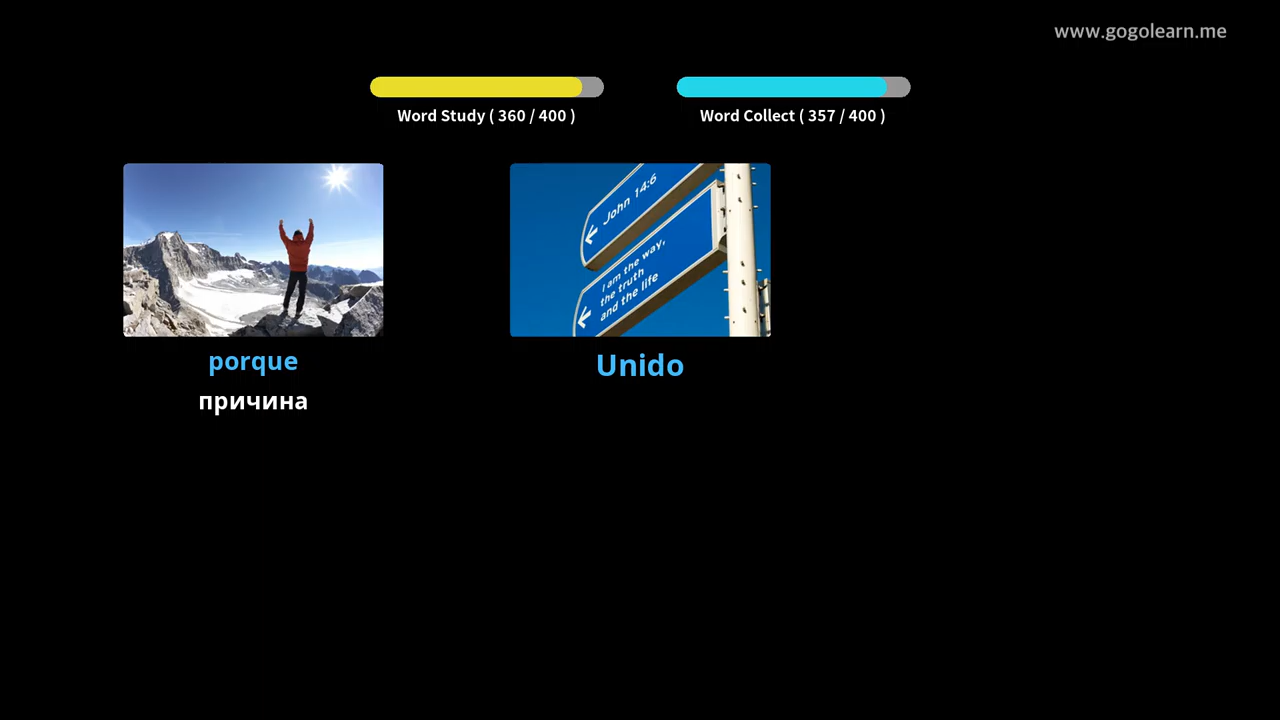 www.gogolearn.me
Word Study ( 360 / 400 )
Word Collect ( 357 / 400 )
John 14:6
I am the way,
the truth
and the life
porque
Unido
причина